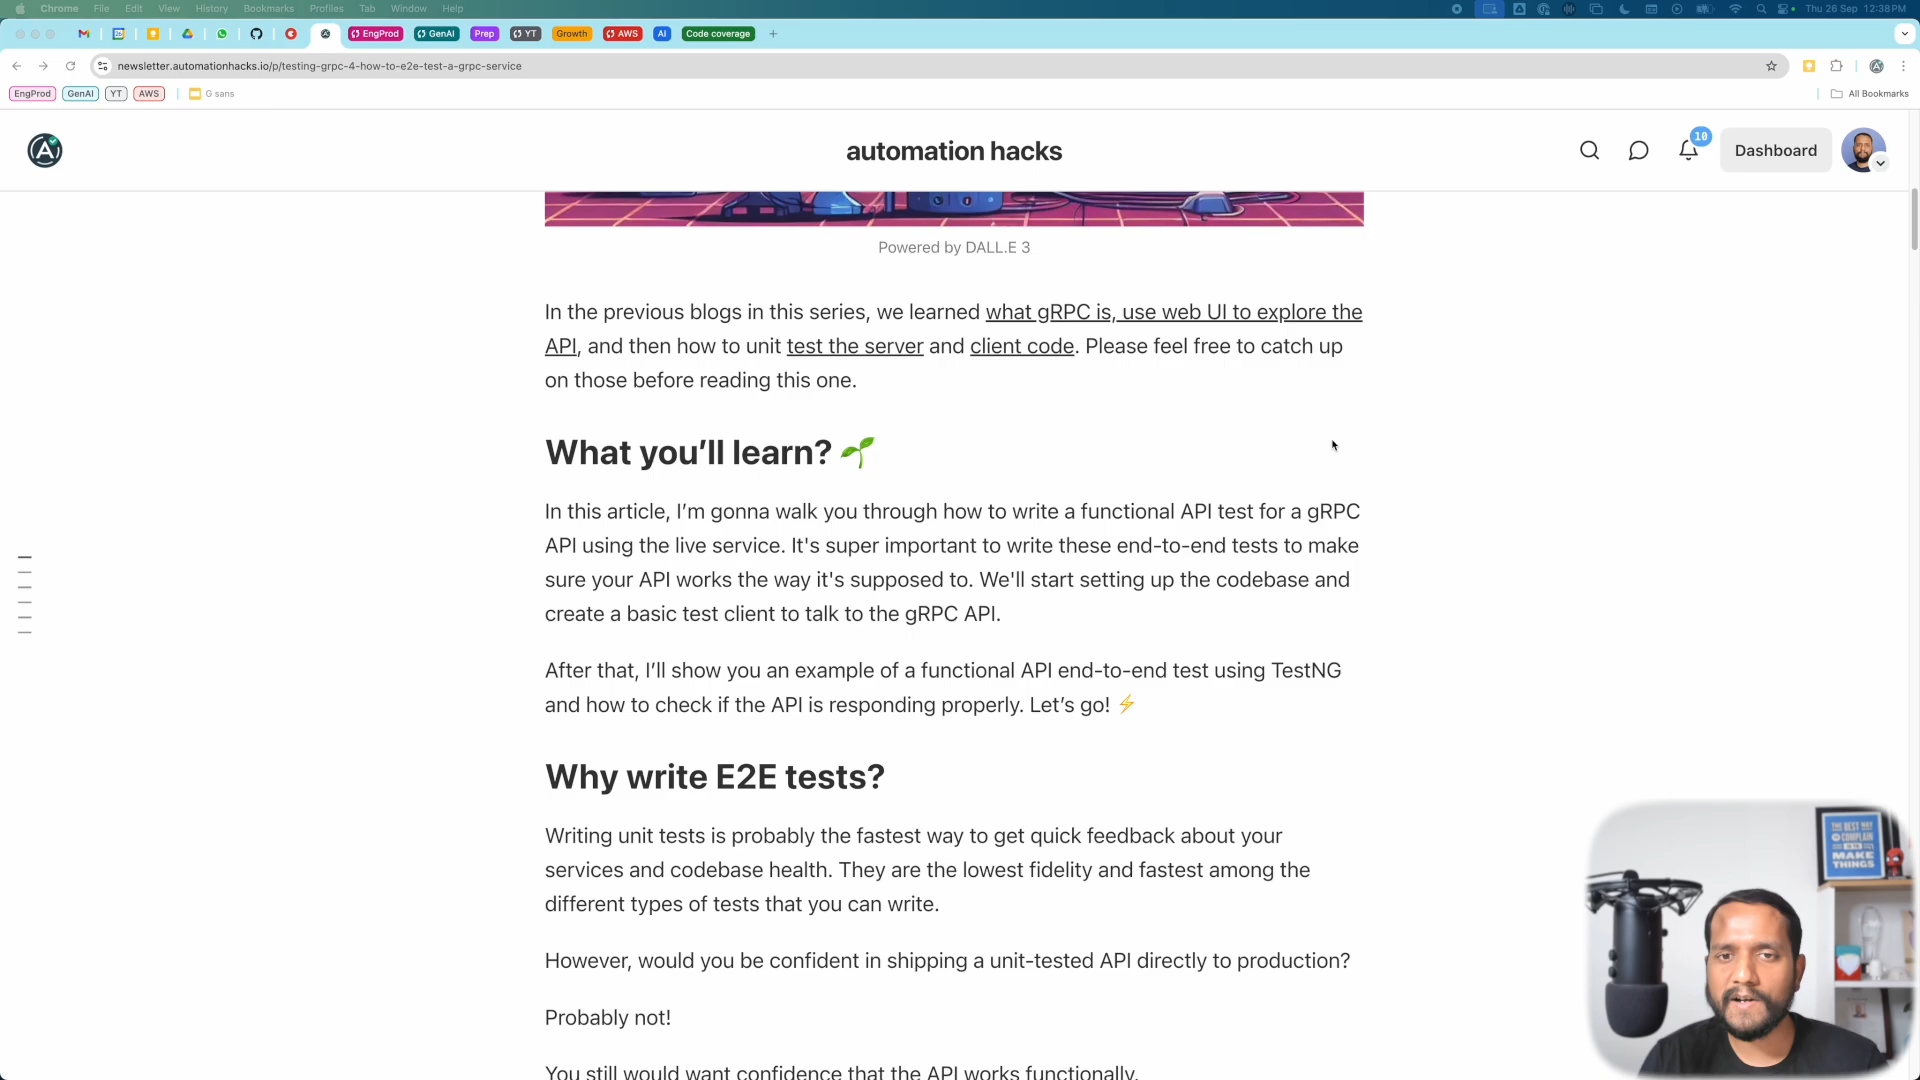 Chrome File Edit View History Bookmarks Profiles Tab Window Help Thu 26 Sep 12:38 PM
EngProd GenAI Prep YT Growth AWS AI Code coverage
newsletter.automationhacks.io/p/testing-grpc-4-how-to-e2e-test-a-grpc-service
EngProd GenAI YT AWS G sans All Bookmarks
automation hacks
10
Dashboard
Powered by DALL.E 3
In the previous blogs in this series, we learned what gRPC is, use web UI to explore the
API, and then how to unit test the server and client code. Please feel free to catch up
on those before reading this one.
What you’ll learn? 🌱
In this article, I’m gonna walk you through how to write a functional API test for a gRPC
API using the live service. It's super important to write these end-to-end tests to make
sure your API works the way it's supposed to. We'll start setting up the codebase and
create a basic test client to talk to the gRPC API.
After that, I’ll show you an example of a functional API end-to-end test using TestNG
and how to check if the API is responding properly. Let’s go! ⚡
Why write E2E tests?
Writing unit tests is probably the fastest way to get quick feedback about your
services and codebase health. They are the lowest fidelity and fastest among the
different types of tests that you can write.
However, would you be confident in shipping a unit-tested API directly to production?
Probably not!
You still would want confidence that the API works functionally.
THE BEST WAY
COMPLAIN
MAKE
THINGS